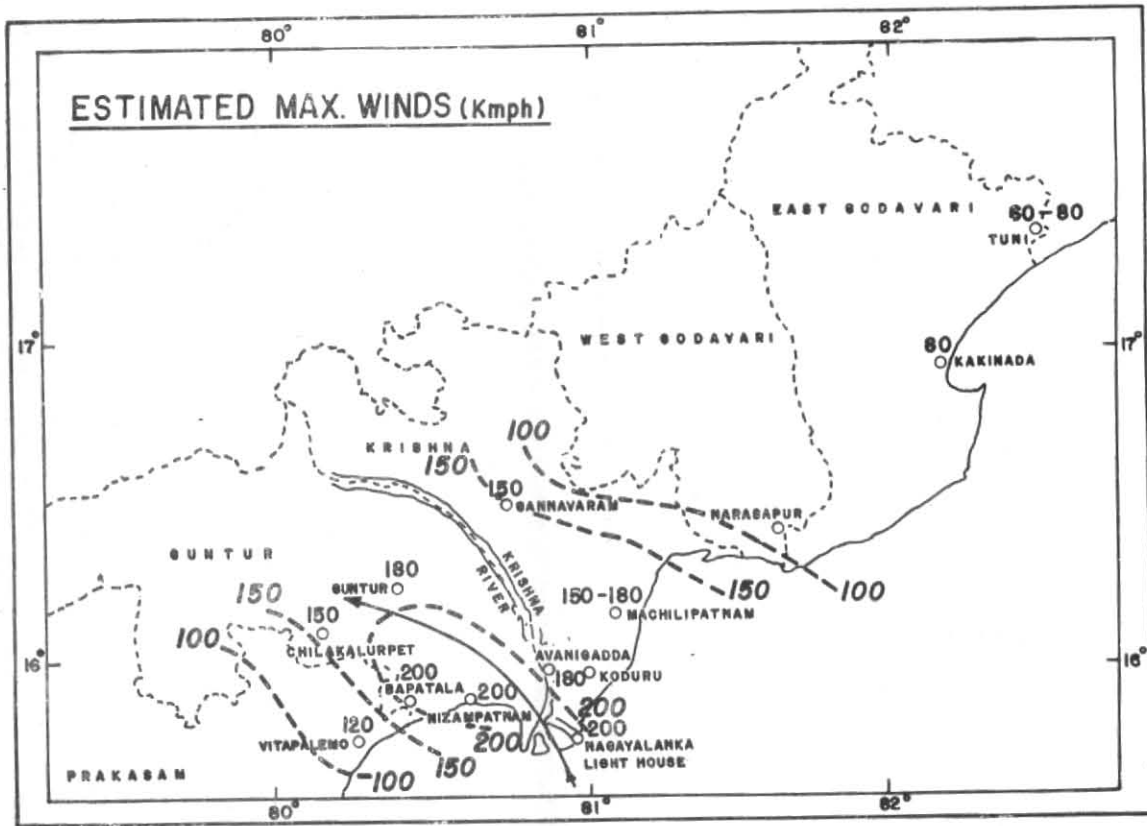 80° 81° 82°
ESTIMATED MAX. WINDS (Kmph)
EAST GODAVARI
60-80
TUNI
17° 17°
WEST GODAVARI
80
KAKINADA
KRISHNA 100
150
150
GANNAVARAM
NARASAPUR
GUNTUR
KRISHNA
RIVER
180
GUNTUR
150 100
150-180
MACHILIPATNAM
150
150
CHILAKALURPET
100
16° 16°
AVANIGADDA
180 KODURU
200
BAPATALA
200
NIZAMPATNAM
200
200
200
NAGAYALANKA
LIGHT HOUSE
120
VITAPALEMO
150
100
PRAKASAM
80° 81° 82°